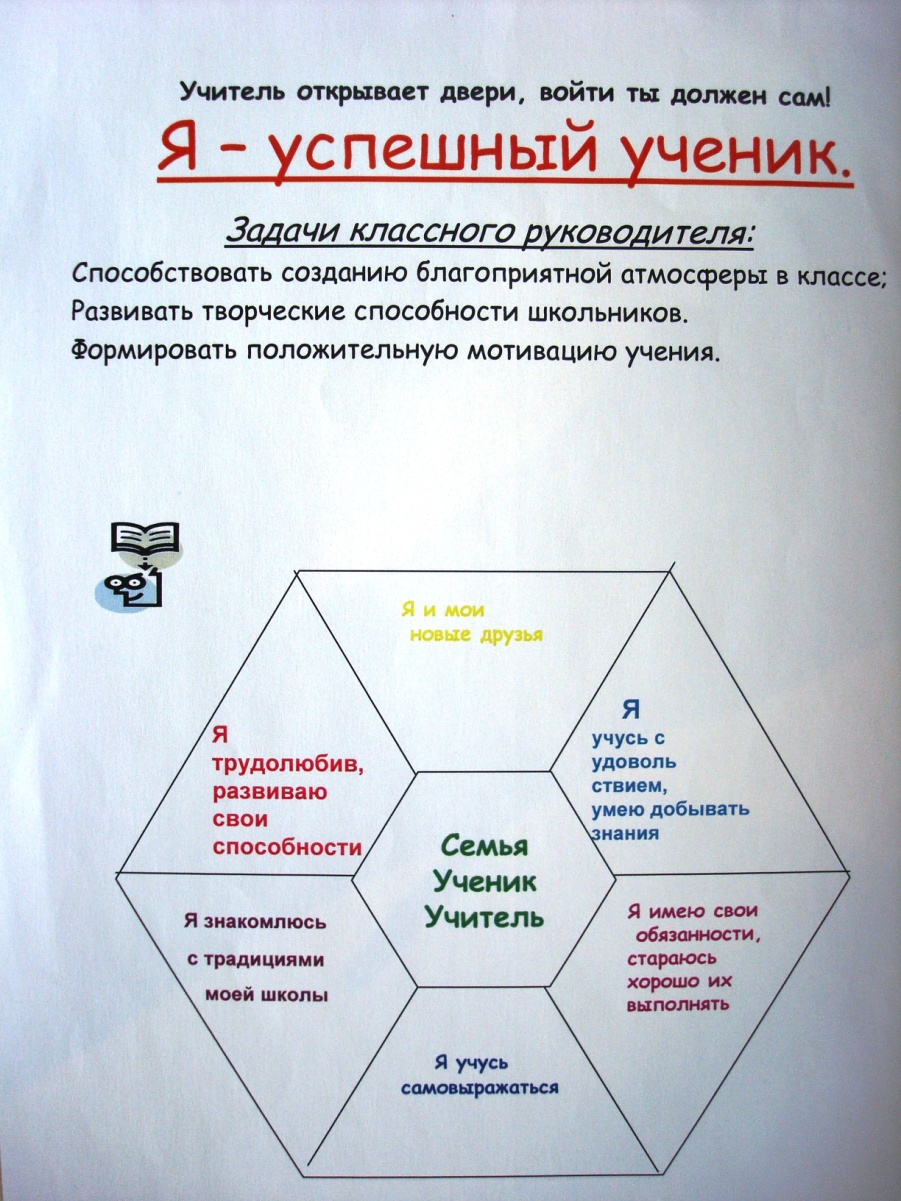 Учитель открывает двери, войти ты должен сам!
Я – успешный ученик.
Задачи классного руководителя:
Способствовать созданию благоприятной атмосферы в классе;
Развивать творческие способности школьников.
Формировать положительную мотивацию учения.
Я и мои
новые друзья
Я
учусь с
удоволь
ствием,
умею добывать
знания
Я
трудолюбив,
развиваю
свои
способности
Семья
Ученик
Учитель
Я знакомлюсь
с традициями
моей школы
Я имею свои
обязанности,
стараюсь
хорошо их
выполнять
Я учусь
самовыражаться